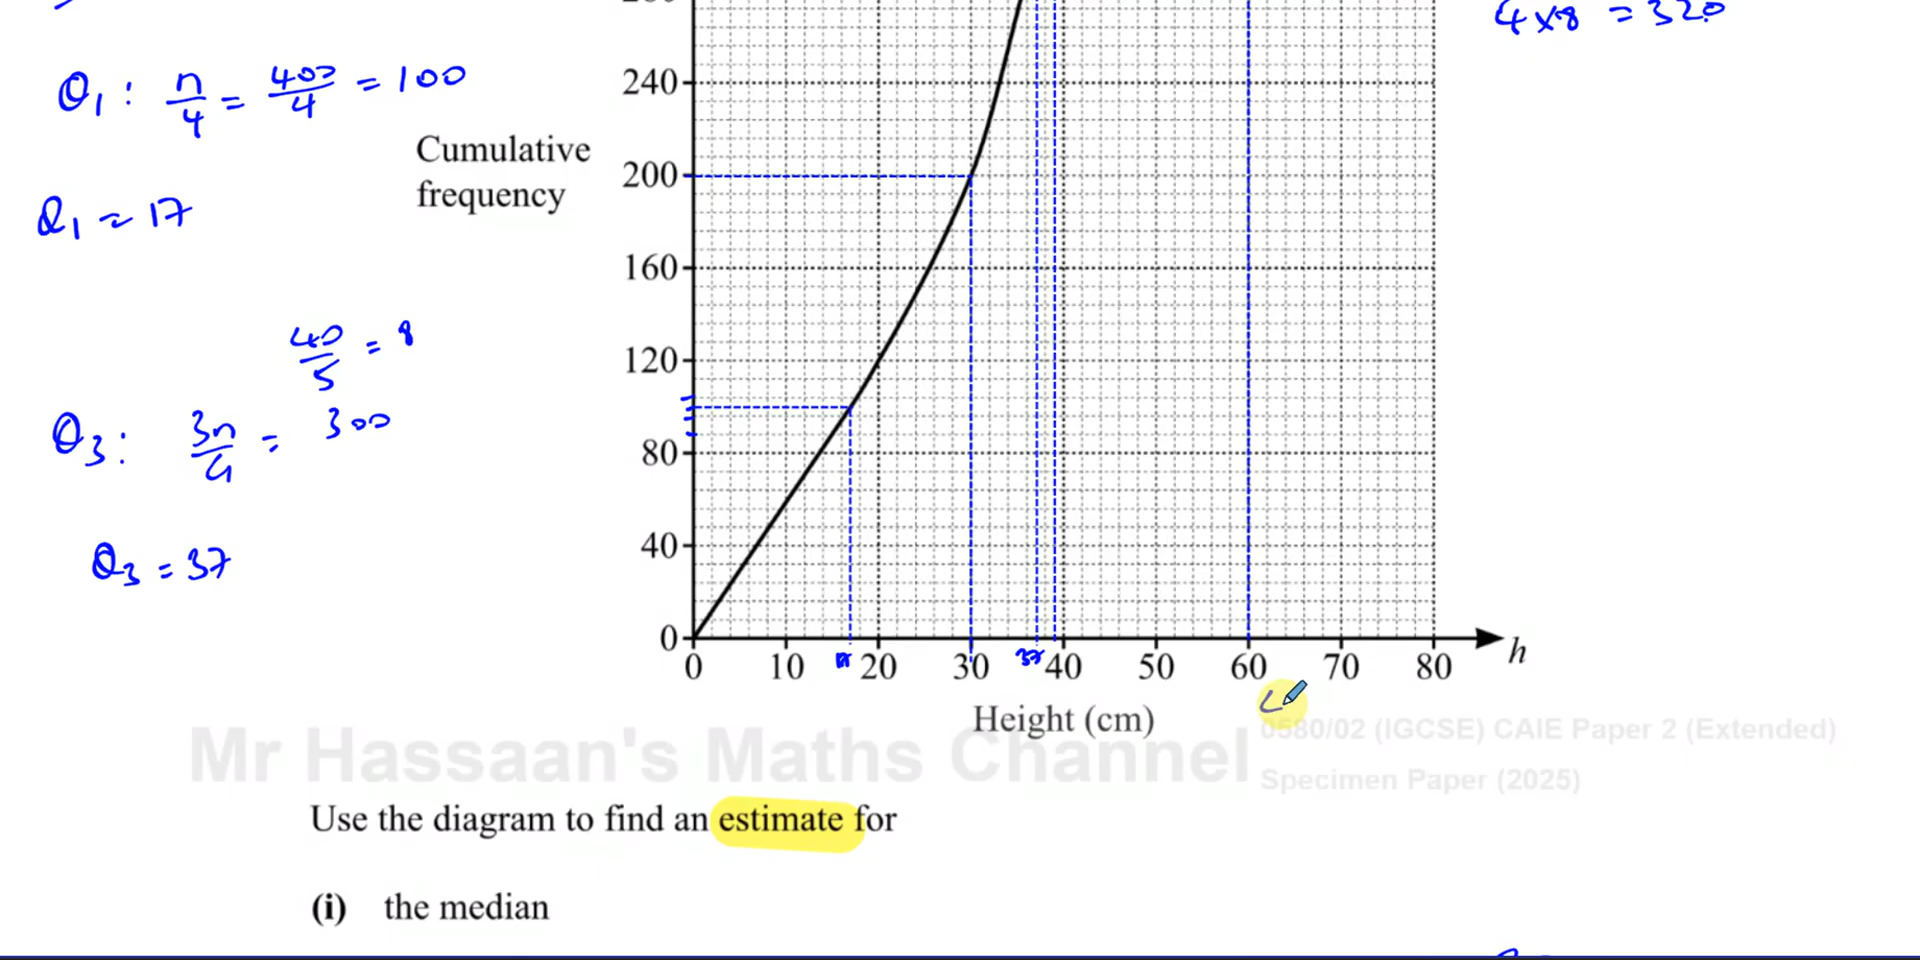 4 × 8 = 320
Q1 : n/4 = 400/4 = 100
240
Cumulative
frequency
200
Q1 = 17
160
40/5 = 8
120
Q3 : 3n/4 = 300
80
40
Q3 = 37
0
0 10 17 20 30 37 40 50 60 70 80 h
Height (cm)
Mr Hassaan's Maths Channel
0580/02 (IGCSE) CAIE Paper 2 (Extended)
Specimen Paper (2025)
Use the diagram to find an estimate for
(i) the median